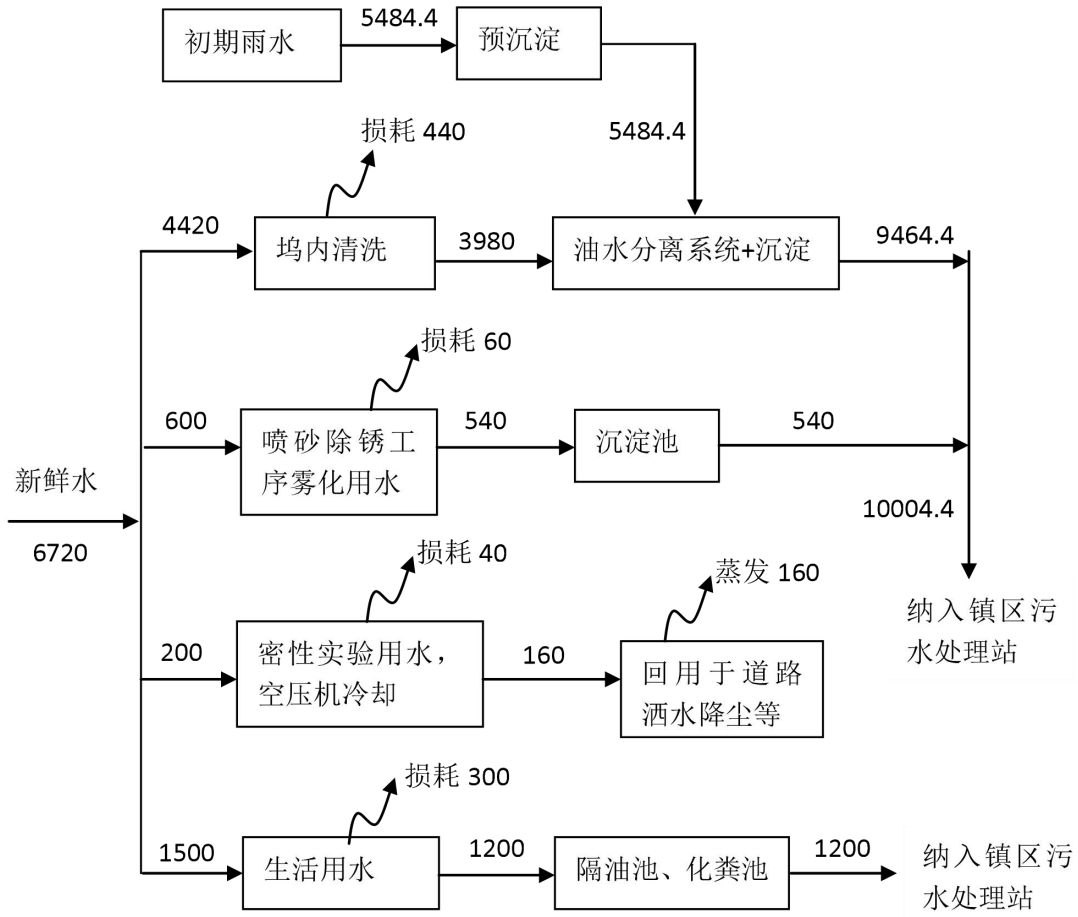 初期雨水
5484.4
预沉淀
5484.4
损耗 440
4420
坞内清洗
3980
油水分离系统+沉淀
9464.4
损耗 60
600
喷砂除锈工
序雾化用水
540
沉淀池
540
新鲜水
6720
10004.4
纳入镇区污
水处理站
损耗 40
200
密性实验用水，
空压机冷却
160
蒸发 160
回用于道路
洒水降尘等
损耗 300
1500
生活用水
1200
隔油池、化粪池
1200
纳入镇区污
水处理站